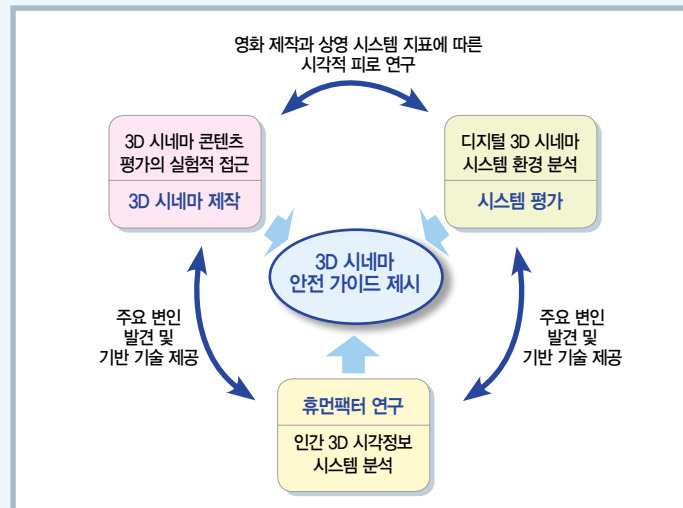 영화 제작과 상영 시스템 지표에 따른
시각적 피로 연구
3D 시네마 콘텐츠
평가의 실험적 접근
3D 시네마 제작
디지털 3D 시네마
시스템 환경 분석
시스템 평가
3D 시네마
안전 가이드 제시
주요 변인
발견 및
기반 기술 제공
주요 변인
발견 및
기반 기술 제공
휴먼팩터 연구
인간 3D 시각정보
시스템 분석